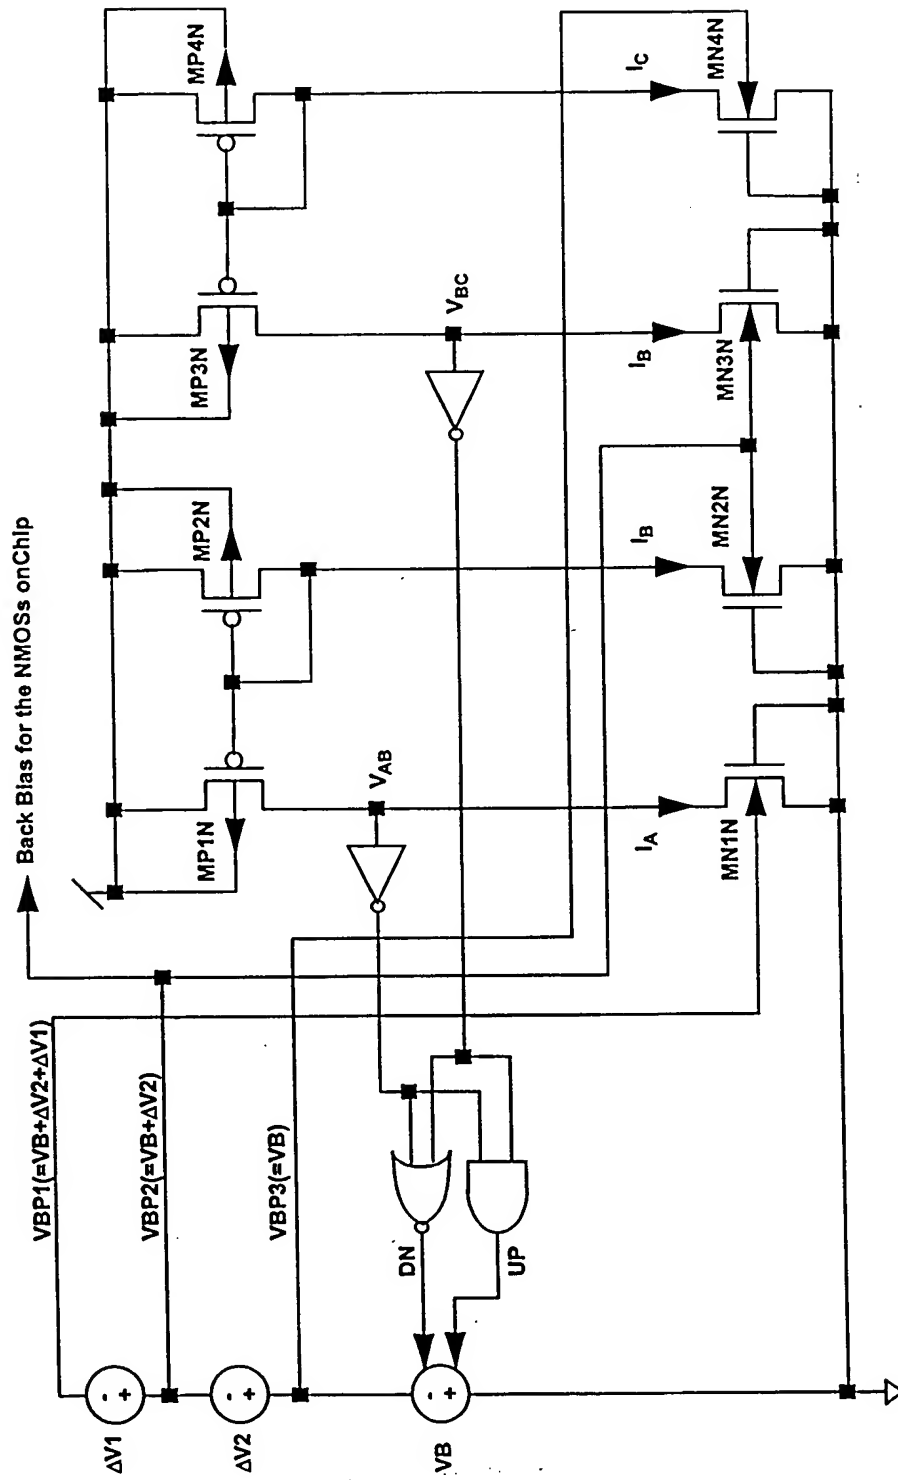 Back Bias for the NMOSs onChip
VBP1(=VB+ΔV2+ΔV1)
VBP2(=VB+ΔV2)
VBP3(=VB)
ΔV1
ΔV2
VB
- +
- +
- +
DN
UP
MP1N
MP2N
MP3N
MP4N
VAB
VBC
IA
IB
IB
IC
MN1N
MN2N
MN3N
MN4N